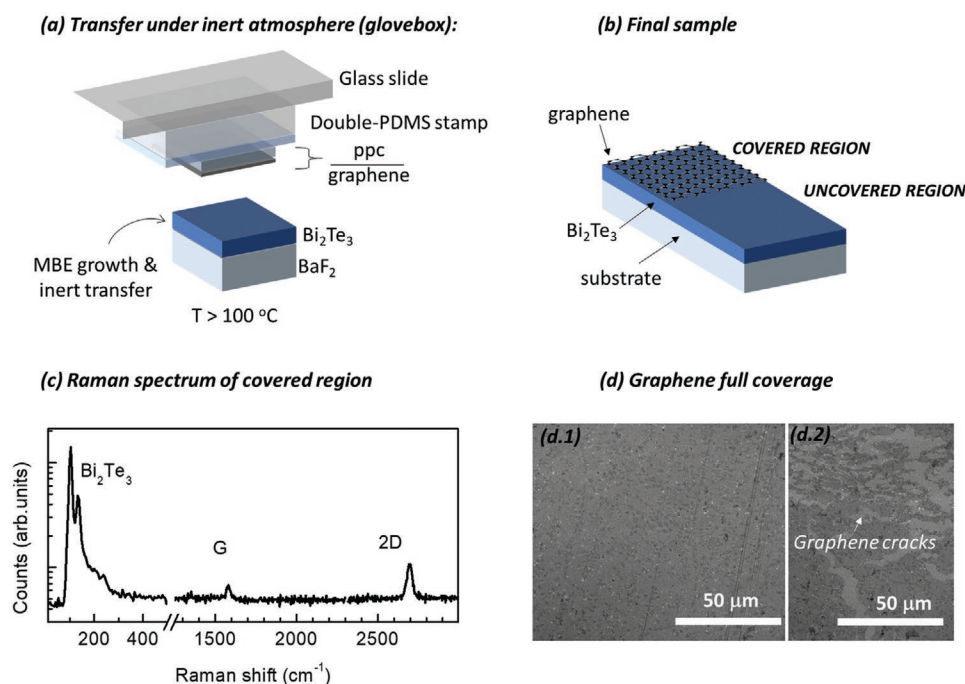 (a) Transfer under inert atmosphere (glovebox):
Glass slide
Double-PDMS stamp
ppc
graphene
Bi₂Te₃
BaF₂
MBE growth &
inert transfer
T > 100 °C
(b) Final sample
graphene
COVERED REGION
UNCOVERED REGION
Bi₂Te₃
substrate
(c) Raman spectrum of covered region
Counts (arb.units)
Bi₂Te₃
G
2D
200 400 1500 2000 2500
Raman shift (cm⁻¹)
(d) Graphene full coverage
(d.1)
50 μm
(d.2)
Graphene cracks
50 μm